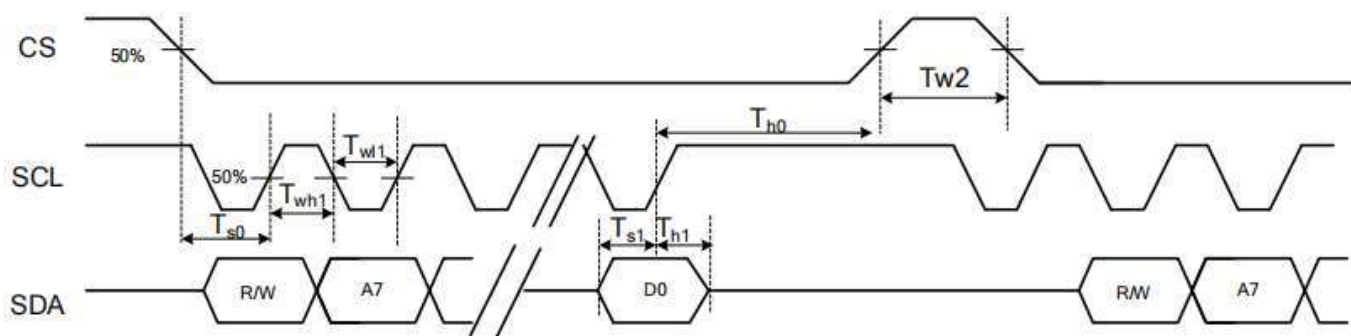 CS
50%
Tw2
T_h0
T_wl1
SCL
50%
T_wh1
T_s0
T_s1 T_h1
SDA
R/W A7 D0 R/W A7